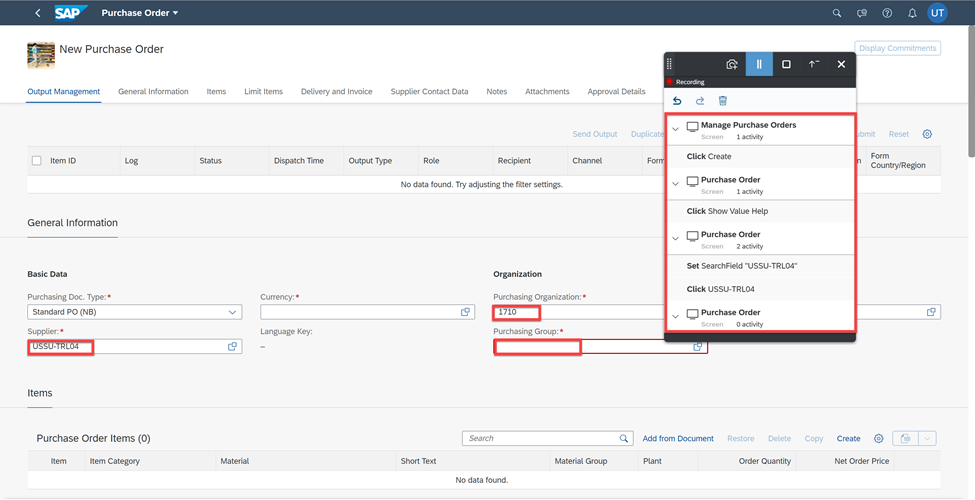 SAP Purchase Order
UT
New Purchase Order
Display Commitments
Output Management General Information Items Limit Items Delivery and Invoice Supplier Contact Data Notes Attachments Approval Details
Send Output Duplicate Reset
Item ID Log Status Dispatch Time Output Type Role Recipient Channel Form
Form Country/Region
No data found. Try adjusting the filter settings.
Recording
Manage Purchase Orders
Screen 1 activity
Click Create
Purchase Order
Screen 1 activity
Click Show Value Help
Purchase Order
Screen 2 activity
Set SearchField "USSU-TRL04"
Click USSU-TRL04
Purchase Order
Screen 0 activity
General Information
Basic Data
Organization
Purchasing Doc. Type:*
Standard PO (NB)
Currency:*
Purchasing Organization:*
1710
Supplier:*
USSU-TRL04
Language Key:
–
Purchasing Group:*
Items
Purchase Order Items (0)
Search
Add from Document Restore Delete Copy Create
Item Item Category Material Short Text Material Group Plant Order Quantity Net Order Price
No data found.